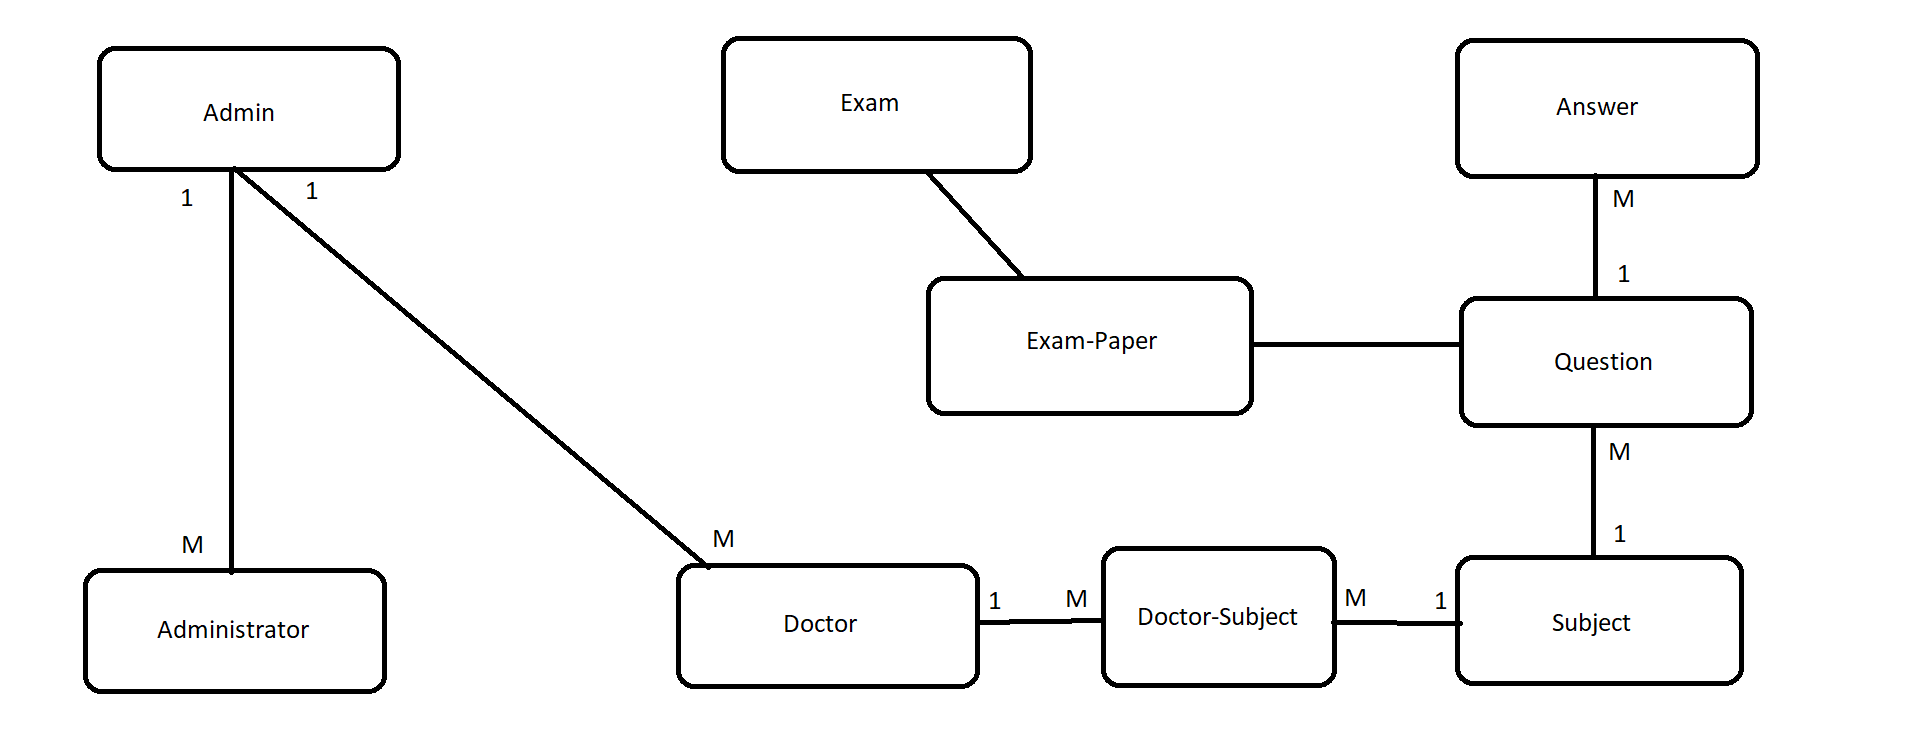 Admin
Exam
Answer
1
1
M
1
Exam-Paper
Question
M
M
M
1
Administrator
Doctor
1
M
Doctor-Subject
M
1
Subject